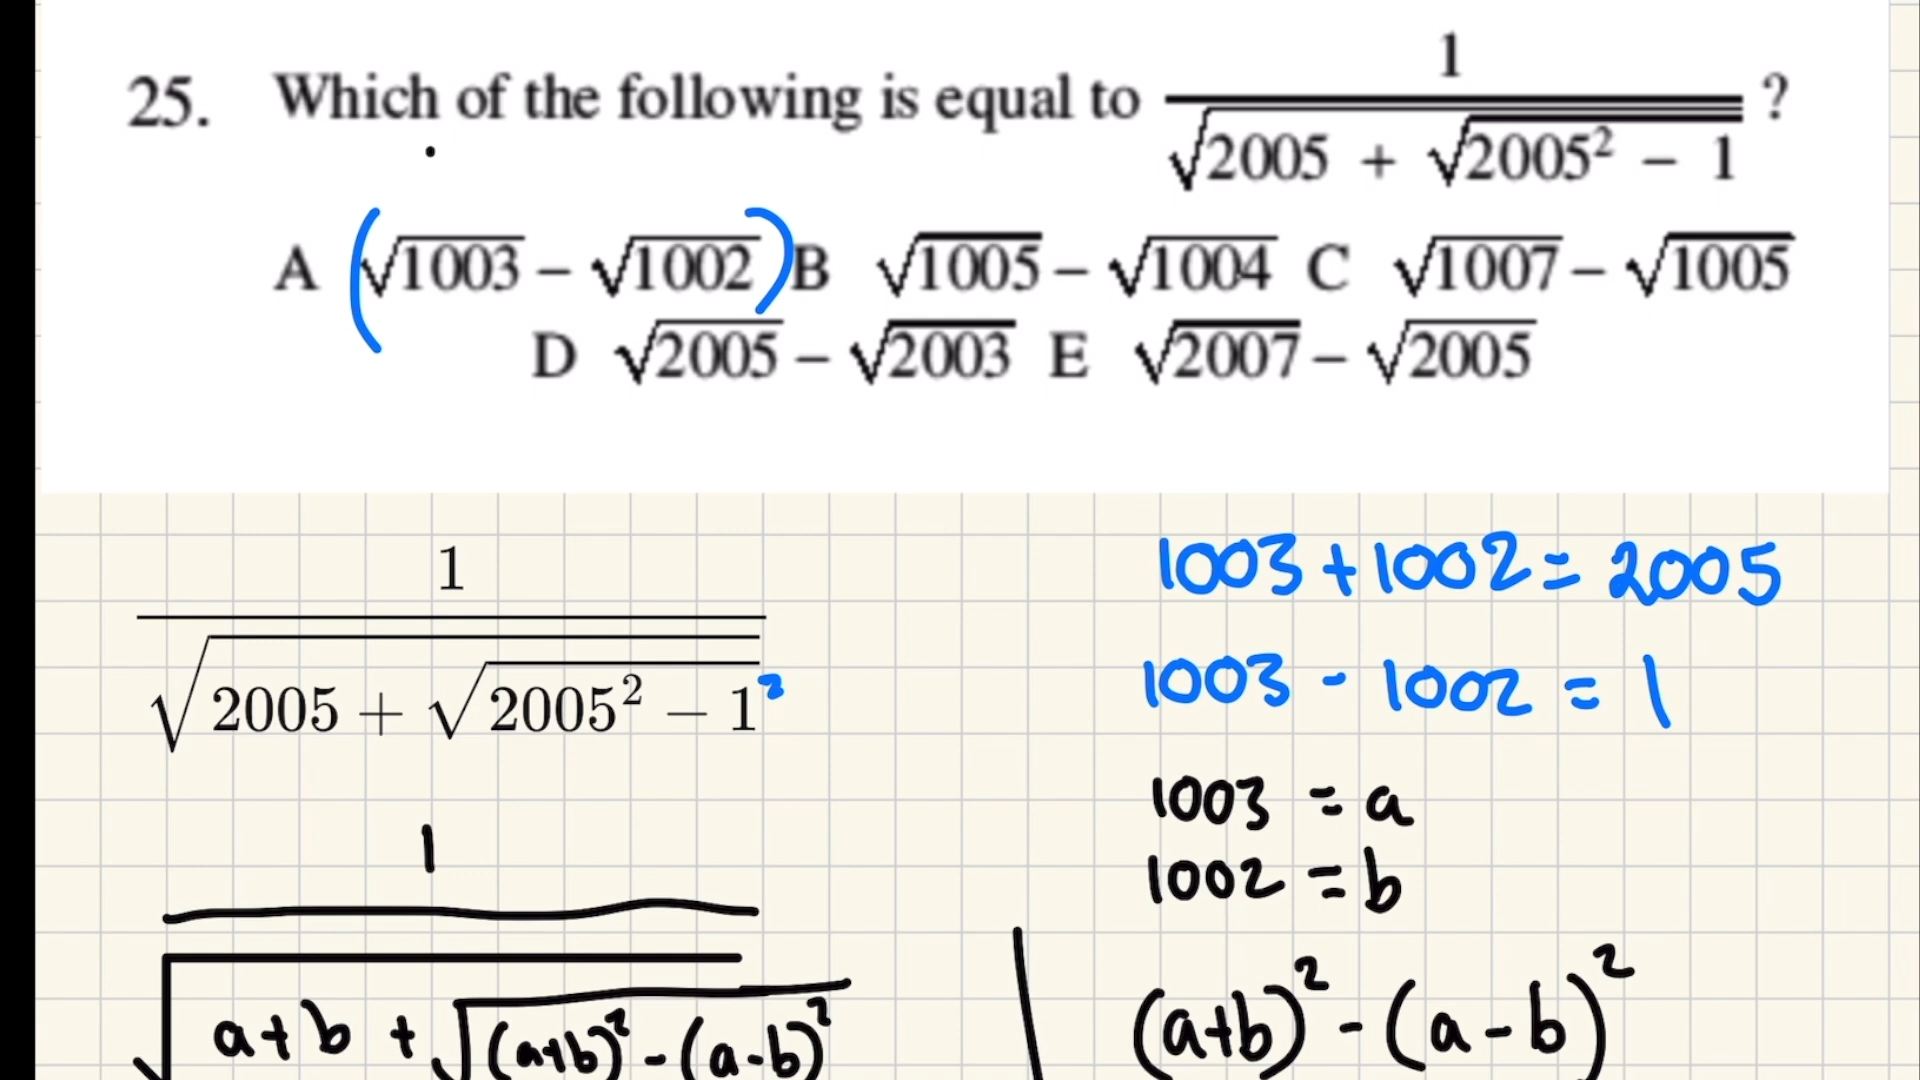 25. Which of the following is equal to 1/√(2005 + √(2005² − 1)) ?
A (√1003 − √1002) B √1005 − √1004 C √1007 − √1005
D √2005 − √2003 E √2007 − √2005
1/√(2005 + √(2005² − 1²))
1003 + 1002 = 2005
1003 - 1002 = 1
1003 = a
1002 = b
1/√(a+b + √((a+b)² - (a-b)²))
(a+b)² - (a-b)²